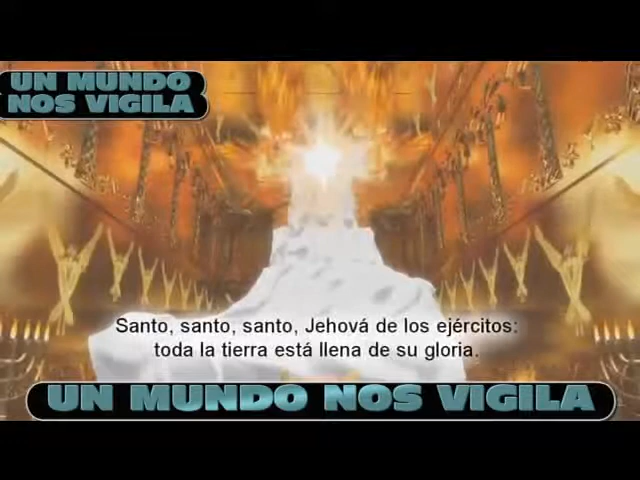 UN MUNDO
NOS VIGILA
Santo, santo, santo, Jehová de los ejércitos:
toda la tierra está llena de su gloria.
UN MUNDO NOS VIGILA